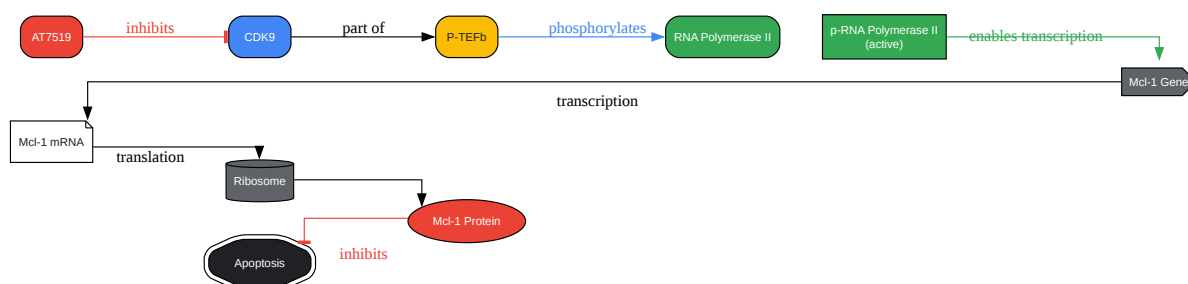 AT7519
inhibits
CDK9
part of
P-TEFb
phosphorylates
RNA Polymerase II
p-RNA Polymerase II
(active)
enables transcription
Mcl-1 Gene
transcription
Mcl-1 mRNA
translation
Ribosome
Mcl-1 Protein
inhibits
Apoptosis